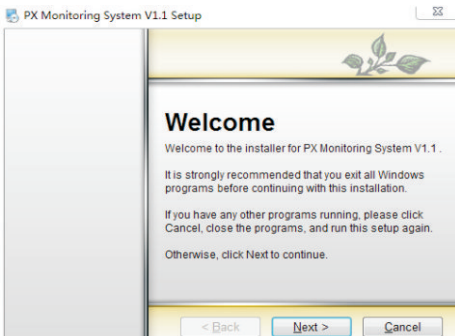 PX Monitoring System V1.1 Setup
Welcome
Welcome to the installer for PX Monitoring System V1.1 .
It is strongly recommended that you exit all Windows
programs before continuing with this installation.
If you have any other programs running, please click
Cancel, close the programs, and run this setup again.
Otherwise, click Next to continue.
< Back Next > Cancel